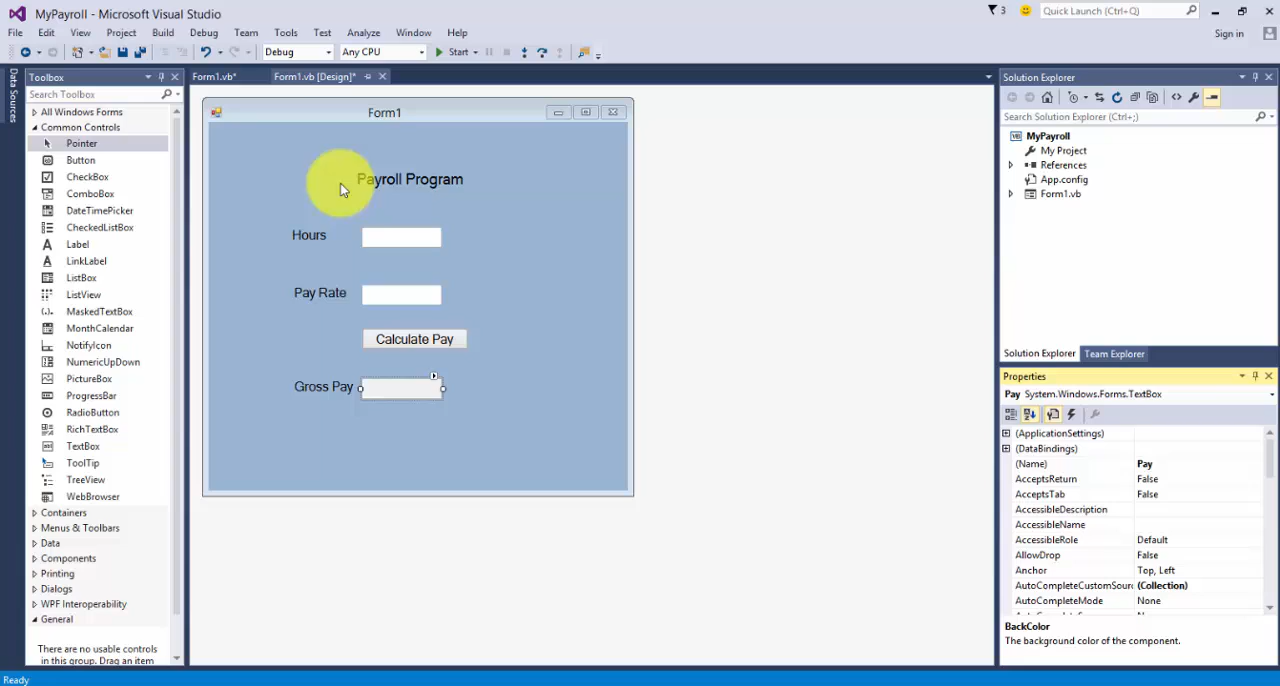 MyPayroll - Microsoft Visual Studio
3
Quick Launch (Ctrl+Q)
File Edit View Project Build Debug Team Tools Test Analyze Window Help
Sign in
Debug Any CPU Start
Data Sources
Toolbox
Search Toolbox
All Windows Forms
Common Controls
Pointer
Button
CheckBox
ComboBox
DateTimePicker
CheckedListBox
Label
LinkLabel
ListBox
ListView
MaskedTextBox
MonthCalendar
NotifyIcon
NumericUpDown
PictureBox
ProgressBar
RadioButton
RichTextBox
TextBox
ToolTip
TreeView
WebBrowser
Containers
Menus & Toolbars
Data
Components
Printing
Dialogs
WPF Interoperability
General
There are no usable controls
in this group. Drag an item
Form1.vb* Form1.vb [Design]*
Form1
Payroll Program
Hours
Pay Rate
Calculate Pay
Gross Pay
Solution Explorer
Search Solution Explorer (Ctrl+;)
MyPayroll
My Project
References
App.config
Form1.vb
Solution Explorer Team Explorer
Properties
Pay System.Windows.Forms.TextBox
(ApplicationSettings)
(DataBindings)
(Name) Pay
AcceptsReturn False
AcceptsTab False
AccessibleDescription
AccessibleName
AccessibleRole Default
AllowDrop False
Anchor Top, Left
AutoCompleteCustomSourc (Collection)
AutoCompleteMode None
BackColor
The background color of the component.
Ready